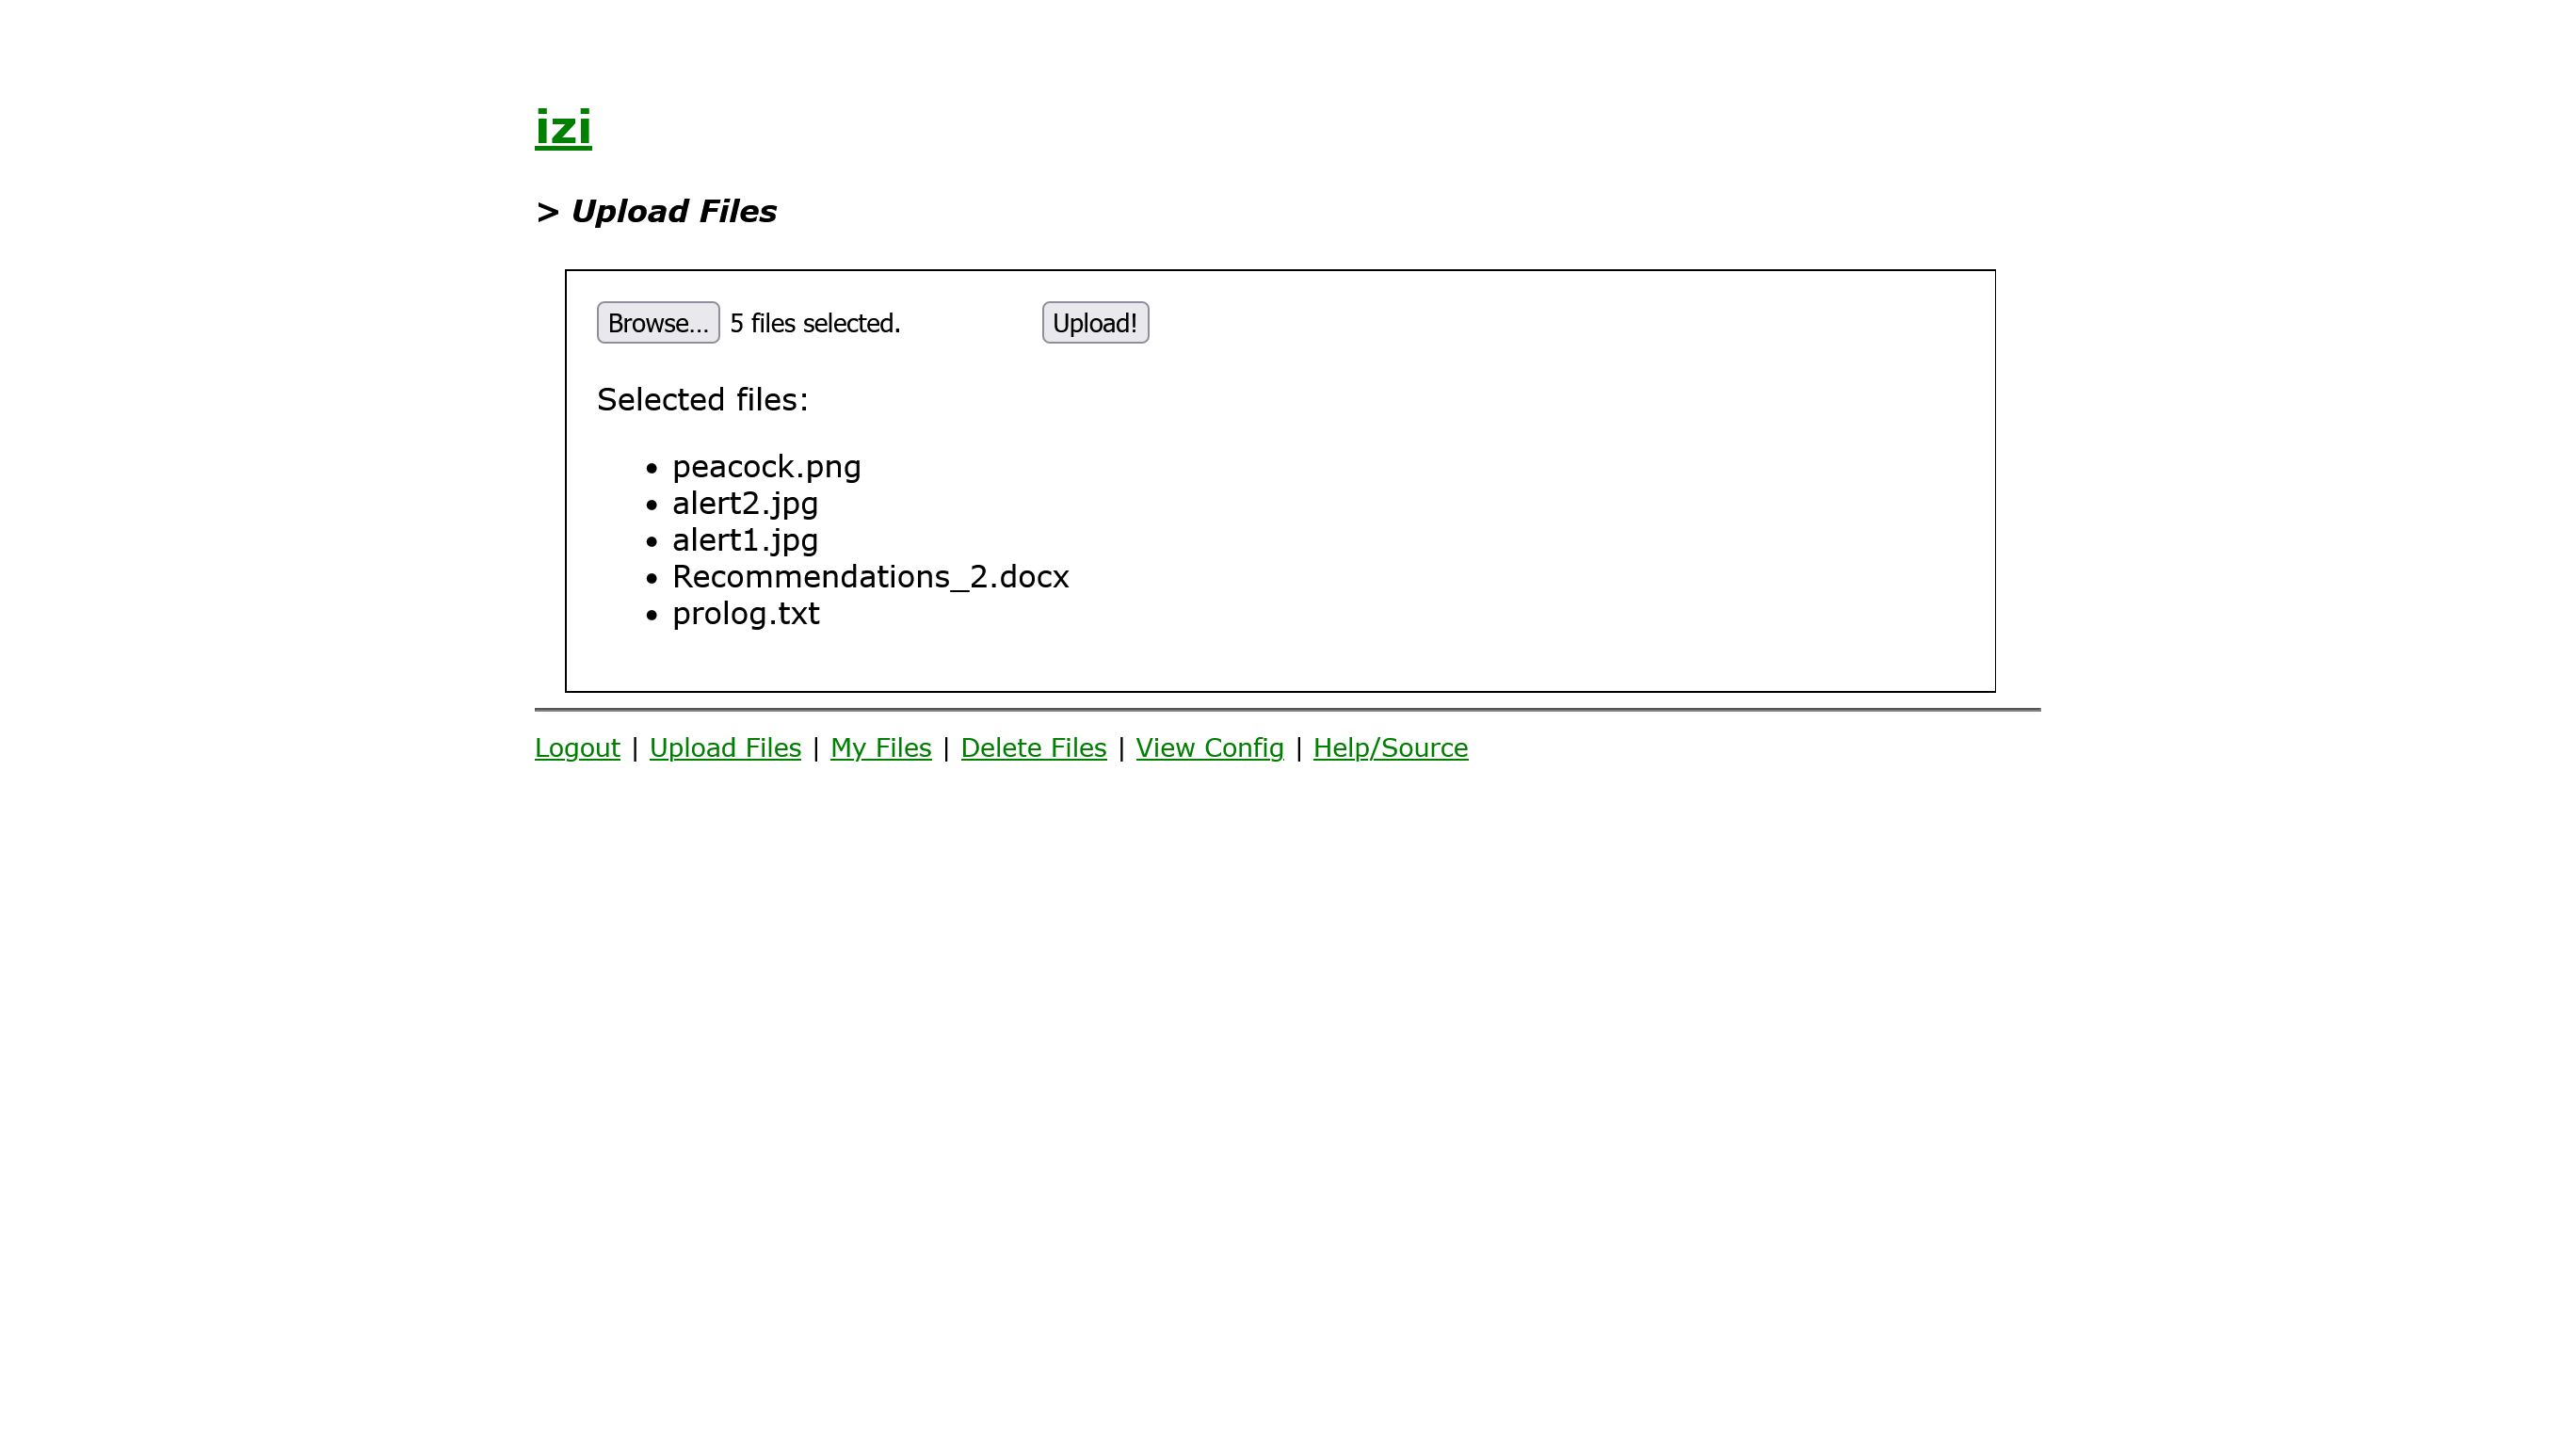 izi
> Upload Files
Browse... 5 files selected. Upload!
Selected files:
• peacock.png
• alert2.jpg
• alert1.jpg
• Recommendations_2.docx
• prolog.txt
Logout | Upload Files | My Files | Delete Files | View Config | Help/Source